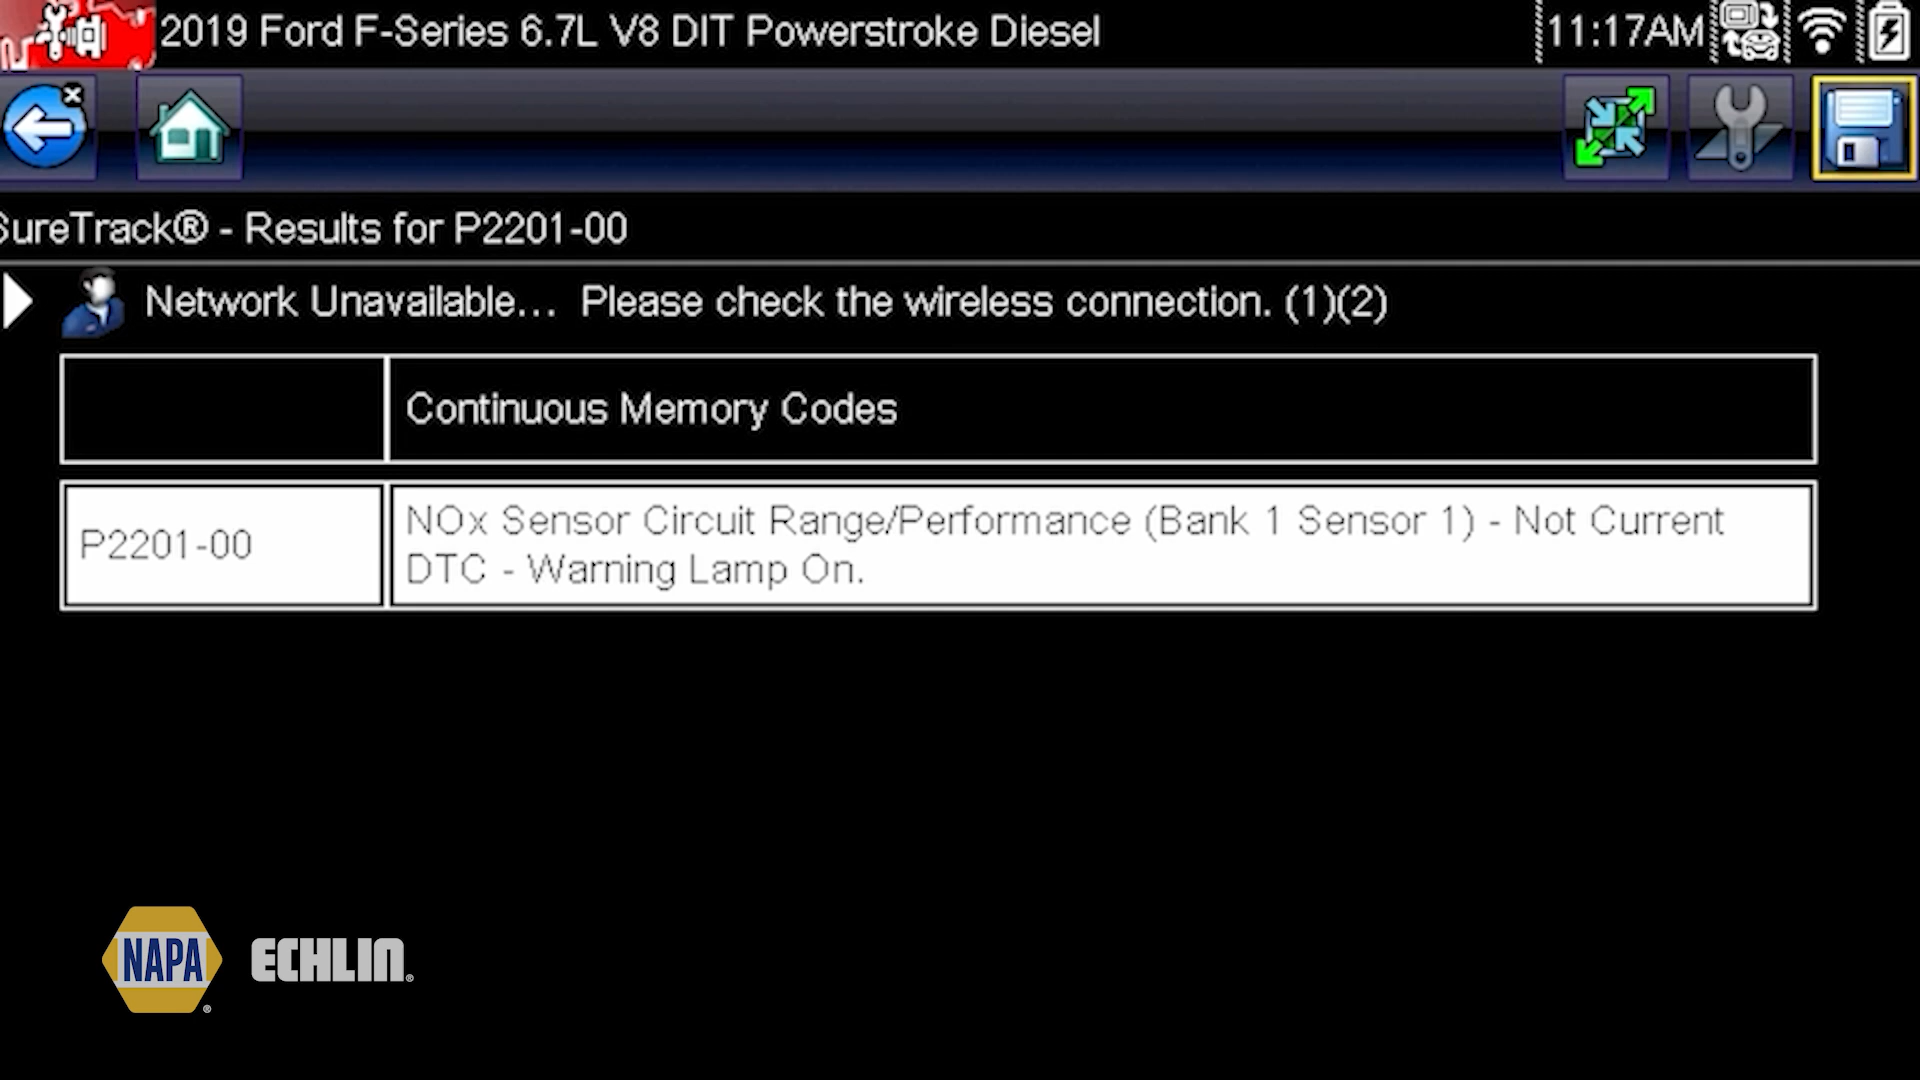 2019 Ford F-Series 6.7L V8 DIT Powerstroke Diesel
11:17AM
SureTrack® - Results for P2201-00
Network Unavailable... Please check the wireless connection. (1)(2)
Continuous Memory Codes
P2201-00
NOx Sensor Circuit Range/Performance (Bank 1 Sensor 1) - Not Current
DTC - Warning Lamp On.
NAPA®
ECHLIN®